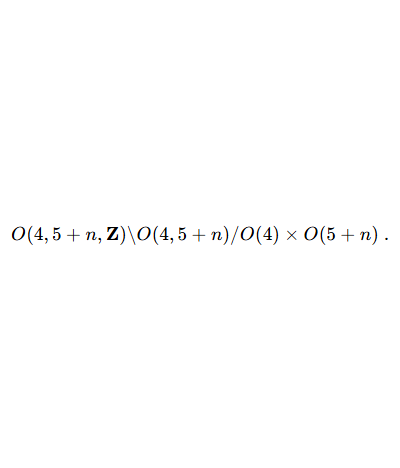 O(4, 5 + n, Z)\O(4, 5 + n)/O(4) × O(5 + n) .